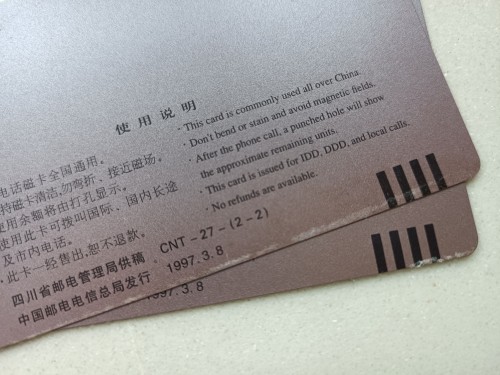 使用说明
电话磁卡全国通用。
持磁卡清洁,勿弯折、接近磁场。
使用余额将由打孔显示。
使用此卡可拨叫国际、国内长途
及市内电话。
·此卡一经售出,恕不退款。
· This card is commonly used all over China.
· Don't bend or stain and avoid magnetic fields.
· After the phone call, a punched hole will show
the approximate remaining units.
· This card is issued for IDD, DDD, and local calls.
· No refunds are available.
四川省邮电管理局供稿
中国邮电电信总局发行
CNT-27-(2-2)
1997.3.8
1997.3.8